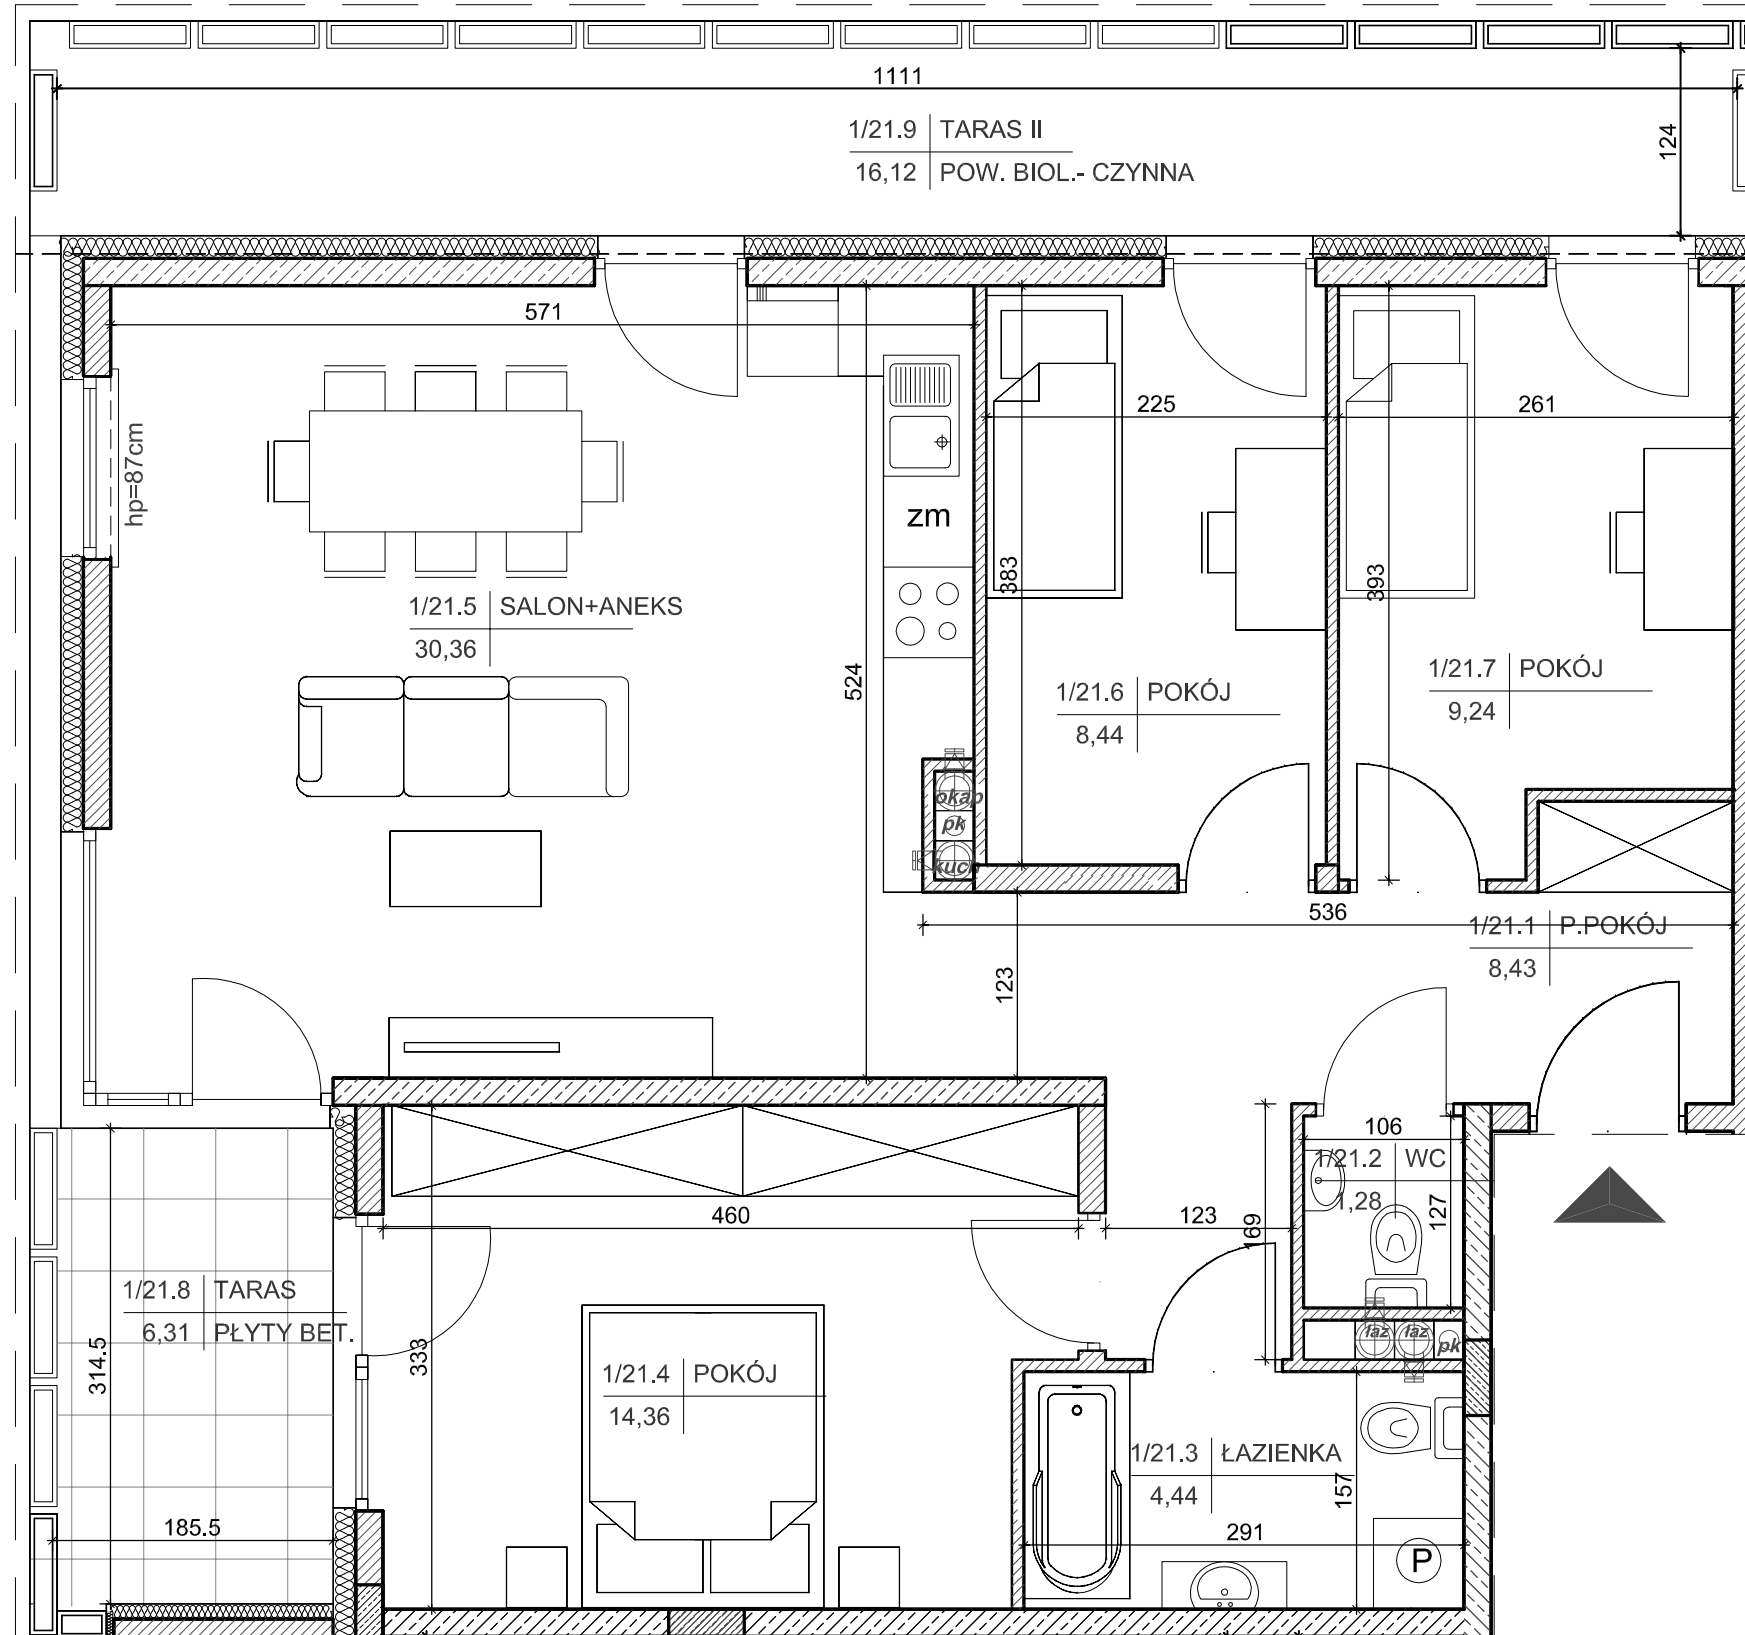 1111
124
1/21.9 TARAS II
16,12 POW. BIOL.- CZYNNA
571
225
261
hp=87cm
zm
383
393
1/21.5 SALON+ANEKS
30,36
524
1/21.6 POKÓJ
8,44
1/21.7 POKÓJ
9,24
okap
pk
kuch
536
1/21.1 P.POKÓJ
8,43
123
106
1/21.2 WC
1,28
127
460
123
169
1/21.8 TARAS
6,31 PŁYTY BET.
314.5
333
łaz
łaz
pk
1/21.4 POKÓJ
14,36
1/21.3 ŁAZIENKA
4,44
157
185.5
291
P